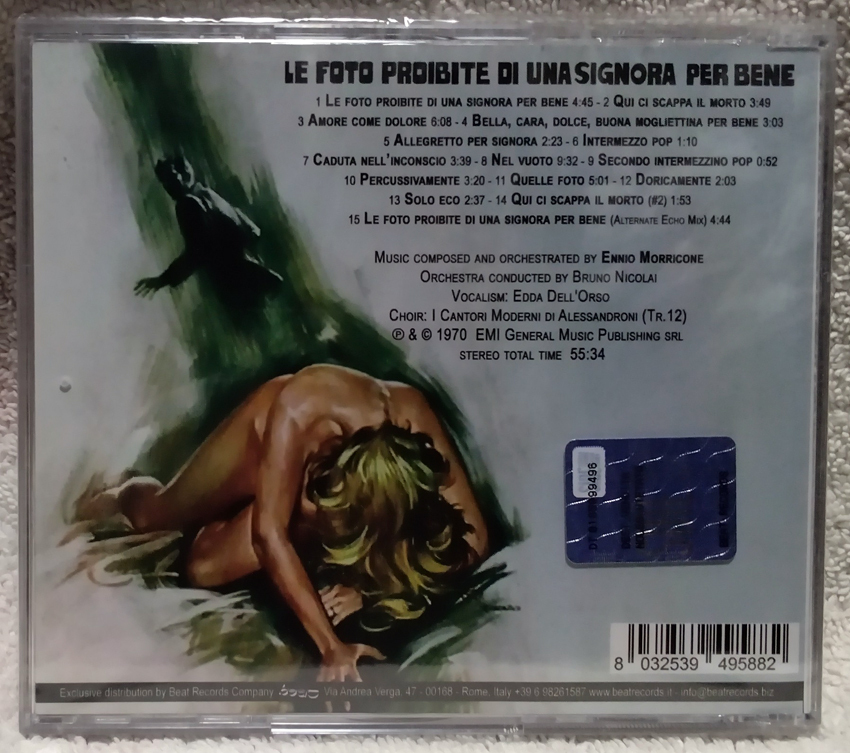 LE FOTO PROIBITE DI UNA SIGNORA PER BENE
1 LE FOTO PROIBITE DI UNA SIGNORA PER BENE 4:45 - 2 QUI CI SCAPPA IL MORTO 3:49
3 AMORE COME DOLORE 6:08 - 4 BELLA, CARA, DOLCE, BUONA MOGLIETTINA PER BENE 3:03
5 ALLEGRETTO PER SIGNORA 2:23 - 6 INTERMEZZO POP 1:10
7 CADUTA NELL'INCONSCIO 3:39 - 8 NEL VUOTO 9:32 - 9 SECONDO INTERMEZZINO POP 0:52
10 PERCUSSIVAMENTE 3:20 - 11 QUELLE FOTO 5:01 - 12 DORICAMENTE 2:03
13 SOLO ECO 2:37 - 14 QUI CI SCAPPA IL MORTO (#2) 1:53
15 LE FOTO PROIBITE DI UNA SIGNORA PER BENE (ALTERNATE ECHO MIX) 4:44
MUSIC COMPOSED AND ORCHESTRATED BY ENNIO MORRICONE
ORCHESTRA CONDUCTED BY BRUNO NICOLAI
VOCALISM: EDDA DELL'ORSO
CHOIR: I CANTORI MODERNI DI ALESSANDRONI (TR.12)
℗ & © 1970 EMI GENERAL MUSIC PUBLISHING SRL
STEREO TOTAL TIME 55:34
8 032539 495882
Exclusive distribution by Beat Records Company Via Andrea Verga, 47 - 00168 - Rome, Italy +39 6 98261587 www.beatrecords.it - info@beatrecords.biz